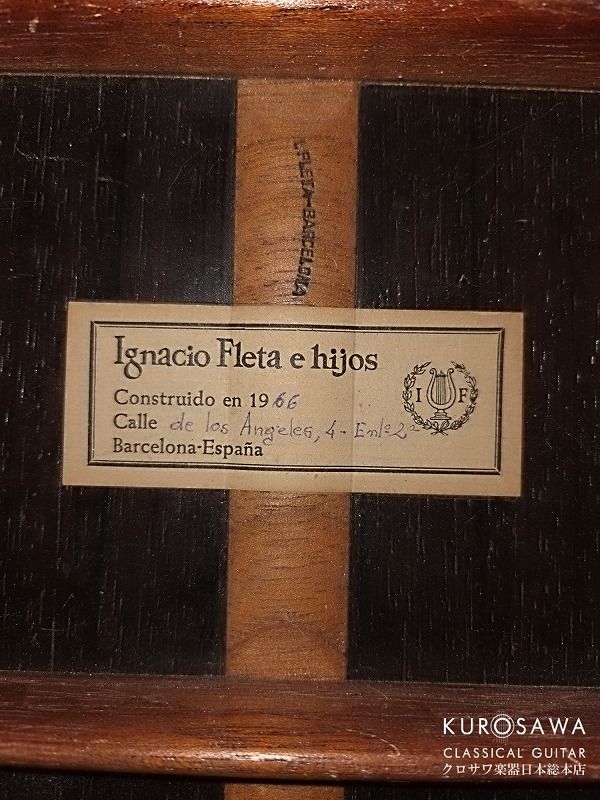 I. FLETA-BARCELONA
Ignacio Fleta e hijos
Construido en 1966
Calle de los Angeles, 4 - Entº 2ª
Barcelona-España
I F
KUROSAWA
CLASSICAL GUITAR
クロサワ楽器日本総本店